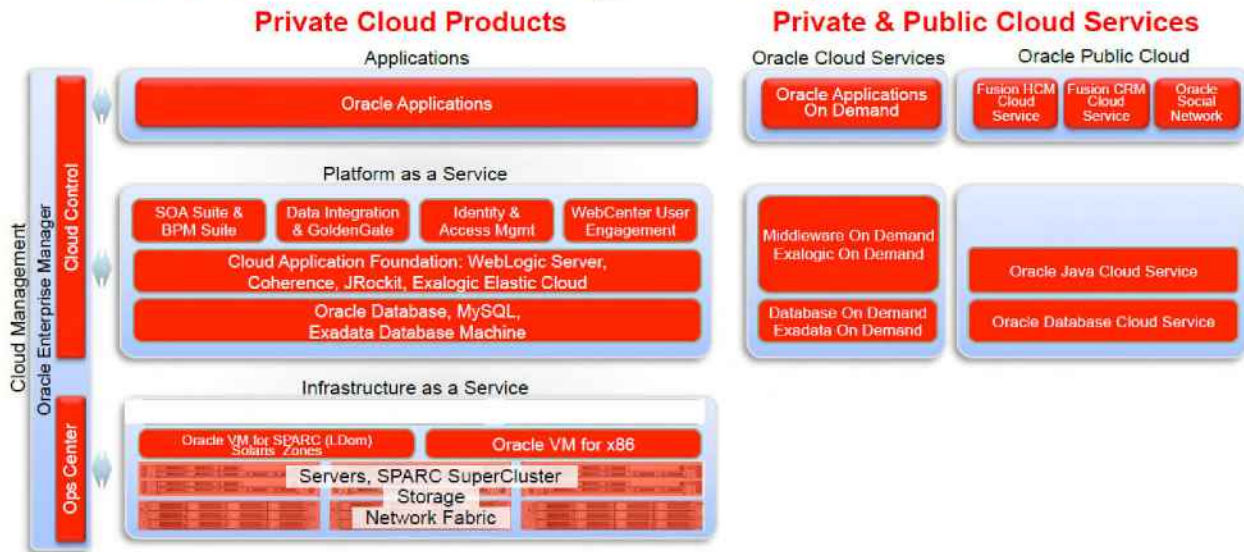 Private Cloud Products
Private & Public Cloud Services
Applications
Oracle Cloud Services
Oracle Public Cloud
Oracle Applications
Oracle Applications
On Demand
Fusion HCM
Cloud
Service
Fusion CRM
Cloud
Service
Oracle
Social
Network
Cloud Management
Oracle Enterprise Manager
Cloud Control
Platform as a Service
SOA Suite &
BPM Suite
Data Integration
& GoldenGate
Identity &
Access Mgmt
WebCenter User
Engagement
Cloud Application Foundation: WebLogic Server,
Coherence, JRockit, Exalogic Elastic Cloud
Oracle Database, MySQL,
Exadata Database Machine
Middleware On Demand
Exalogic On Demand
Database On Demand
Exadata On Demand
Oracle Java Cloud Service
Oracle Database Cloud Service
Ops Center
Infrastructure as a Service
Oracle VM for SPARC (LDom)
Solaris Zones
Oracle VM for x86
Servers, SPARC SuperCluster
Storage
Network Fabric